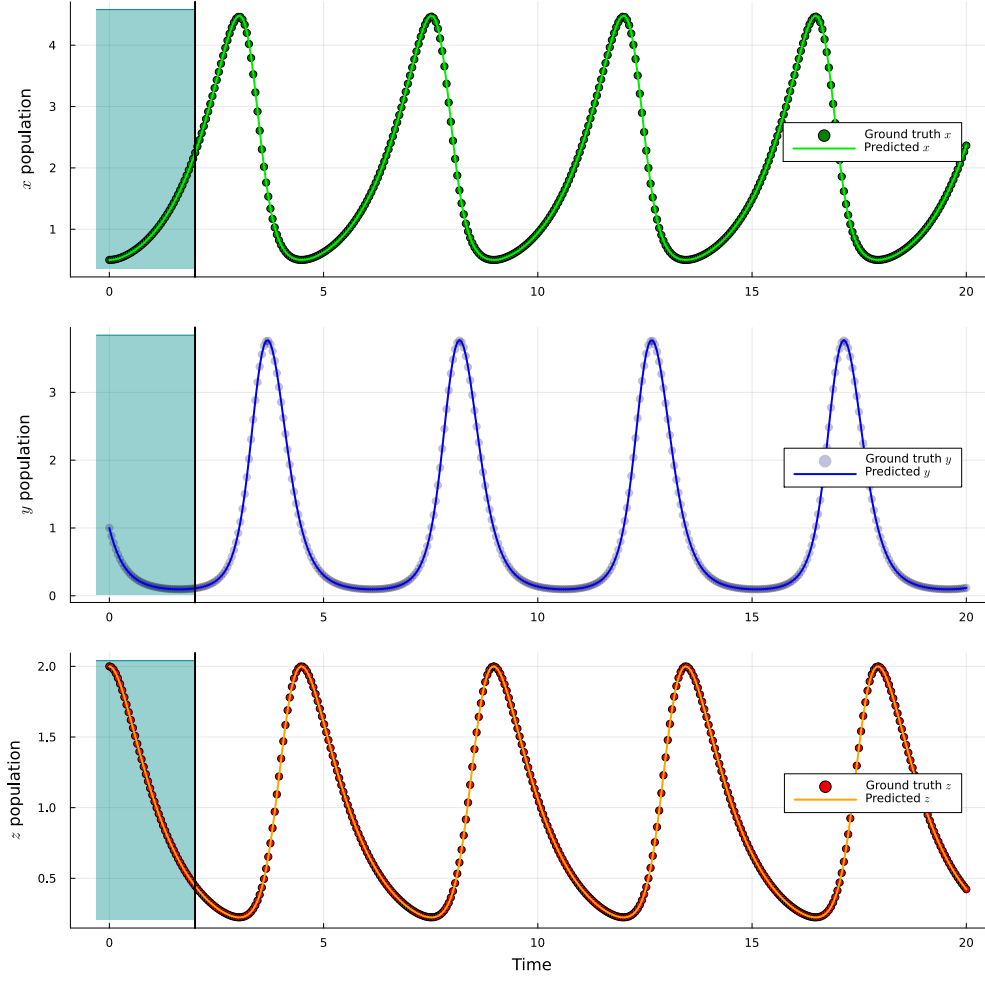 x population
4
3
2
1
0 5 10 15 20
Ground truth x
Predicted x
y population
3
2
1
0
0 5 10 15 20
Ground truth y
Predicted y
z population
2.0
1.5
1.0
0.5
0 5 10 15 20
Ground truth z
Predicted z
Time